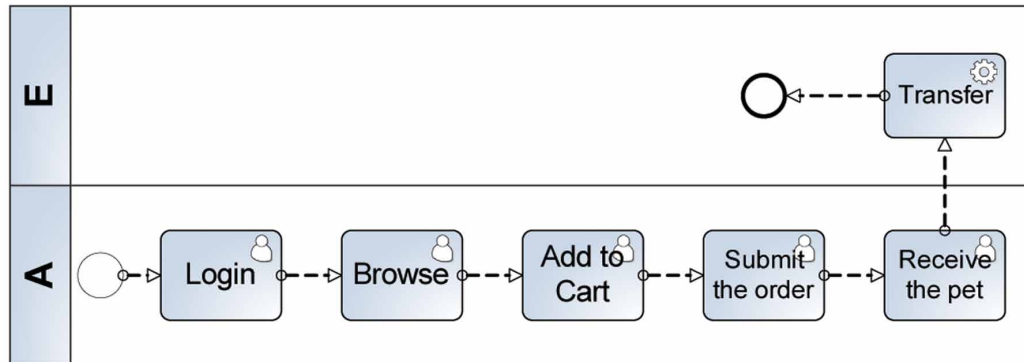 E
Transfer
A
Login
Browse
Add to
Cart
Submit
the order
Receive
the pet